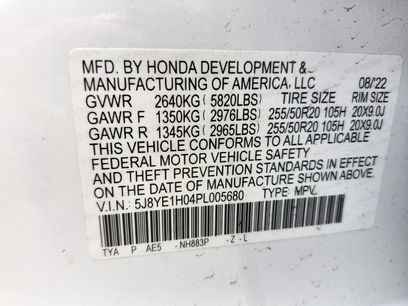 MFD. BY HONDA DEVELOPMENT &
MANUFACTURING OF AMERICA, LLC 08/22
GVWR 2640KG (5820LBS) TIRE SIZE RIM SIZE
GAWR F 1350KG (2976LBS) 255/50R20 105H 20X9.0J
GAWR R 1345KG (2965LBS) 255/50R20 105H 20X9.0J
THIS VEHICLE CONFORMS TO ALL APPLICABLE
FEDERAL MOTOR VEHICLE SAFETY
AND THEFT PREVENTION STANDARDS IN
EFFECT ON THE DATE OF MANUFACTURE
SHOWN ABOVE.
V.I.N.: 5J8YE1H04PL005680 TYPE: MPV
TYA P AE5 -NH883P -Z-L